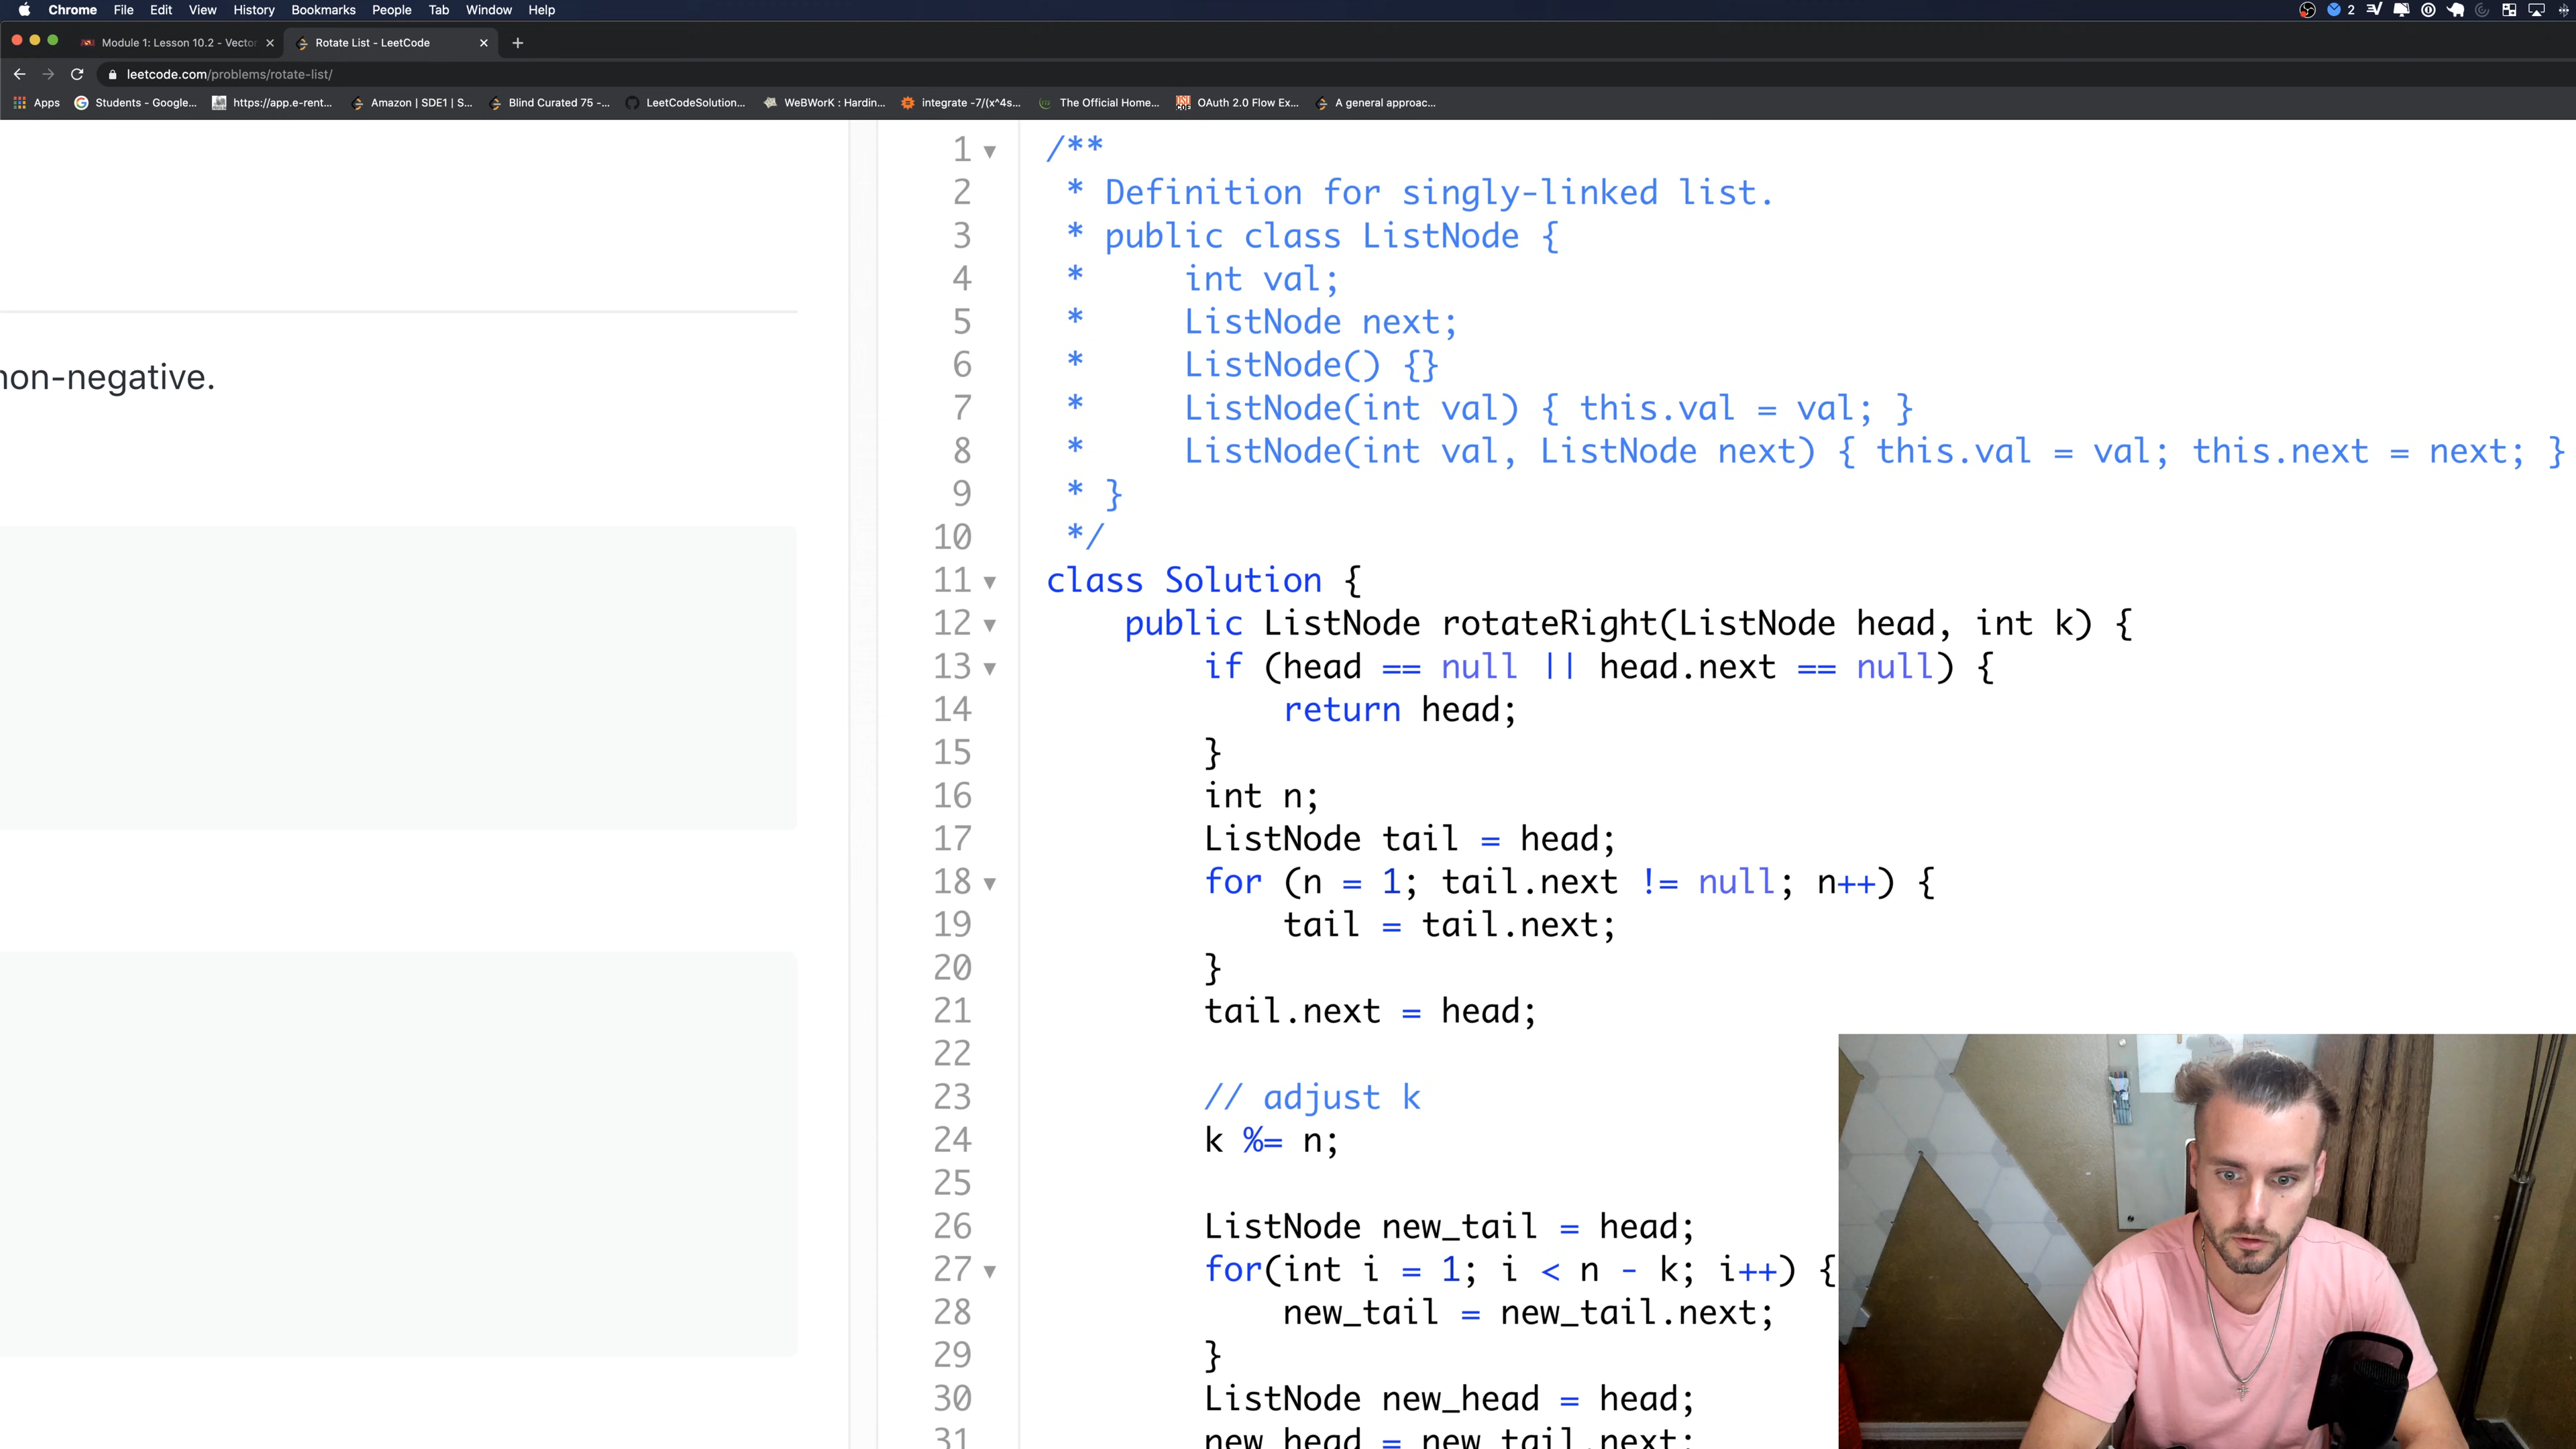 Chrome File Edit View History Bookmarks People Tab Window Help 2
Module 1: Lesson 10.2 - Vector Rotate List - LeetCode
leetcode.com/problems/rotate-list/
Apps Students - Google... https://app.e-rent... Amazon | SDE1 | S... Blind Curated 75 -... LeetCodeSolution... WeBWorK : Hardin... integrate -7/(x^4s... The Official Home... OAuth 2.0 Flow Ex... A general approac...
non-negative.
1 /**
2 * Definition for singly-linked list.
3 * public class ListNode {
4 * int val;
5 * ListNode next;
6 * ListNode() {}
7 * ListNode(int val) { this.val = val; }
8 * ListNode(int val, ListNode next) { this.val = val; this.next = next; }
9 * }
10 */
11 class Solution {
12 public ListNode rotateRight(ListNode head, int k) {
13 if (head == null || head.next == null) {
14 return head;
15 }
16 int n;
17 ListNode tail = head;
18 for (n = 1; tail.next != null; n++) {
19 tail = tail.next;
20 }
21 tail.next = head;
22
23 // adjust k
24 k %= n;
25
26 ListNode new_tail = head;
27 for(int i = 1; i < n - k; i++) {
28 new_tail = new_tail.next;
29 }
30 ListNode new_head = head;
31 new_head = new_tail.next;